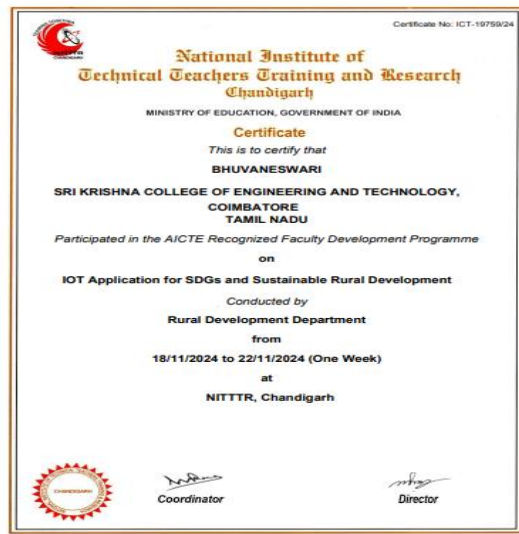 Certificate No: ICT-19759/24
National Institute of
Technical Teachers Training and Research
Chandigarh
MINISTRY OF EDUCATION, GOVERNMENT OF INDIA
Certificate
This is to certify that
BHUVANESWARI
SRI KRISHNA COLLEGE OF ENGINEERING AND TECHNOLOGY,
COIMBATORE
TAMIL NADU
Participated in the AICTE Recognized Faculty Development Programme
on
IOT Application for SDGs and Sustainable Rural Development
Conducted by
Rural Development Department
from
18/11/2024 to 22/11/2024 (One Week)
at
NITTTR, Chandigarh
CHANDIGARH
Coordinator
Director